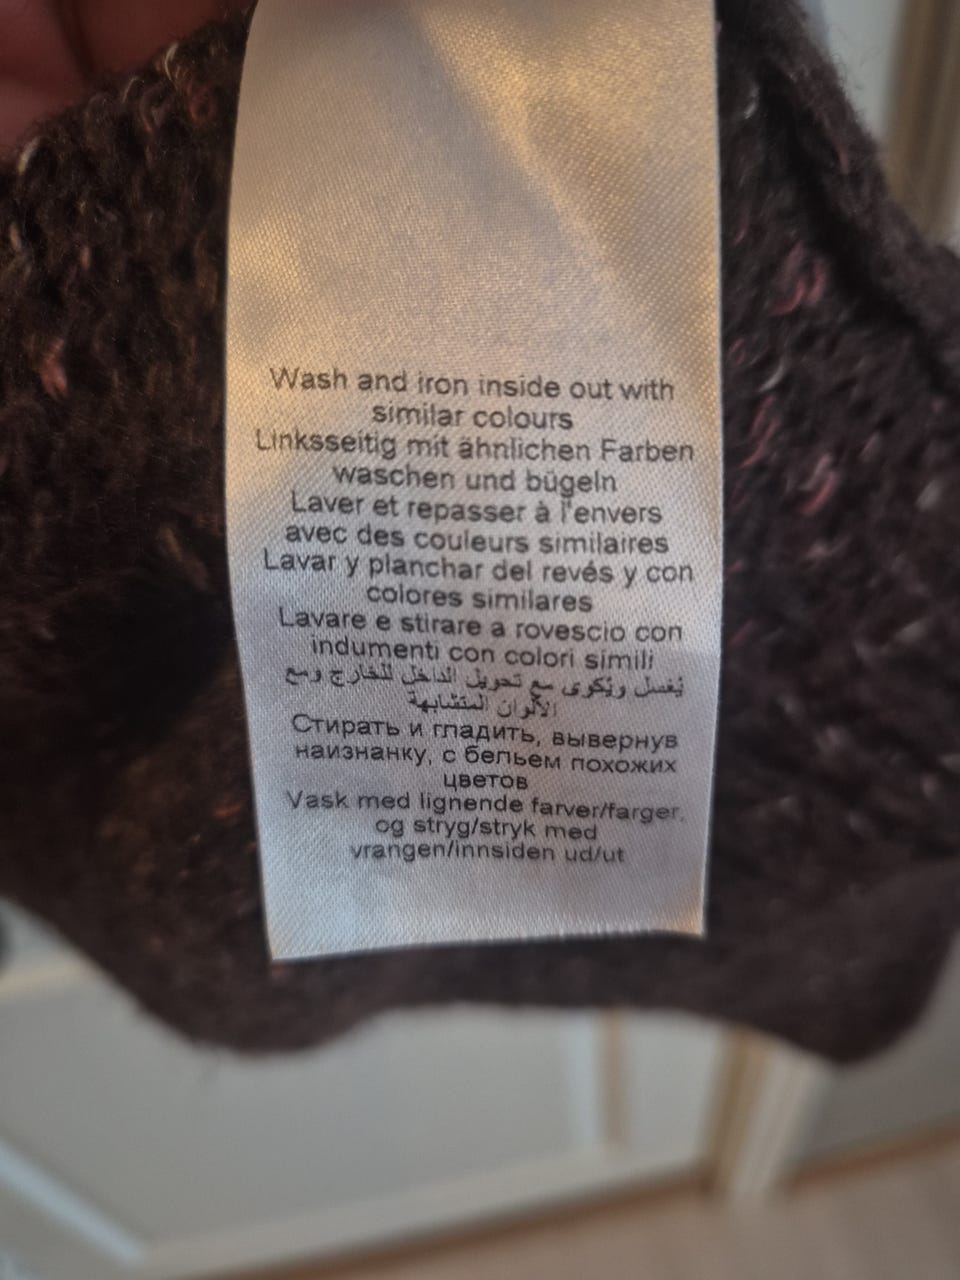 Wash and iron inside out with
similar colours
Linksseitig mit ähnlichen Farben
waschen und bügeln
Laver et repasser à l'envers
avec des couleurs similaires
Lavar y planchar del revés y con
colores similares
Lavare e stirare a rovescio con
indumenti con colori simili
يُغسل ويُكوى مع تحويل الداخل للخارج ومع
الألوان المتشابهة
Стирать и гладить, вывернув
наизнанку, с бельем похожих
цветов
Vask med lignende farver/farger,
og stryg/stryk med
vrangen/innsiden ud/ut